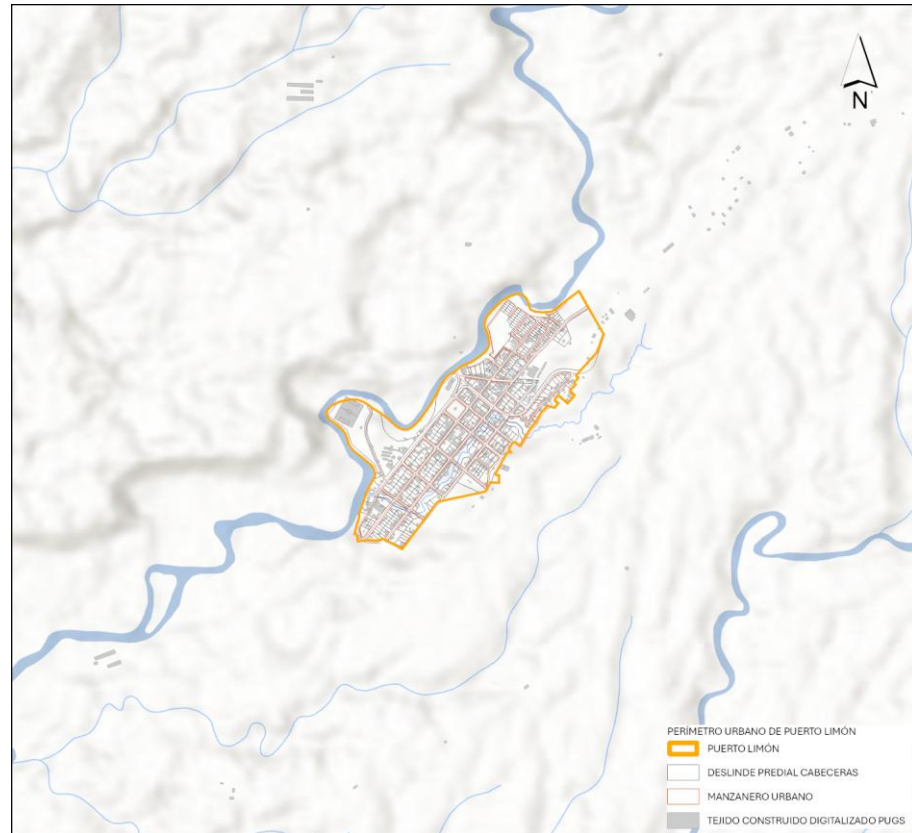 N
PERÍMETRO URBANO DE PUERTO LIMÓN
PUERTO LIMÓN
DESLINDE PREDIAL CABECERAS
MANZANERO URBANO
TEJIDO CONSTRUIDO DIGITALIZADO PUGS